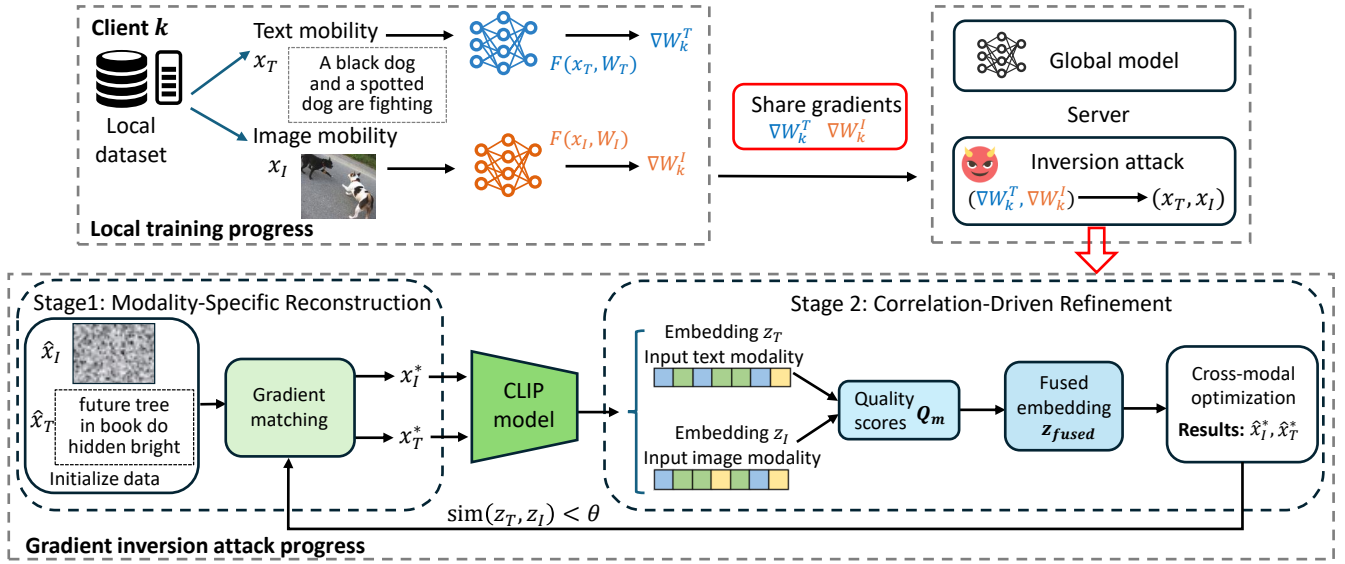 Client k
Text mobility
x_T
A black dog
and a spotted
dog are fighting
F(x_T, W_T)
∇W_k^T
Local
dataset
Image mobility
x_I
F(x_I, W_I)
∇W_k^I
Local training progress
Share gradients
∇W_k^T ∇W_k^I
Global model
Server
Inversion attack
(∇W_k^T, ∇W_k^I) (x_T, x_I)
Stage1: Modality-Specific Reconstruction
x̂_I
x̂_T
future tree
in book do
hidden bright
Initialize data
Gradient
matching
x_I^*
x_T^*
CLIP
model
Stage 2: Correlation-Driven Refinement
Embedding z_T
Input text modality
Embedding z_I
Input image modality
Quality
scores Q_m
Fused
embedding
z_fused
Cross-modal
optimization
Results: x̂_I^*, x̂_T^*
sim(z_T, z_I) < θ
Gradient inversion attack progress